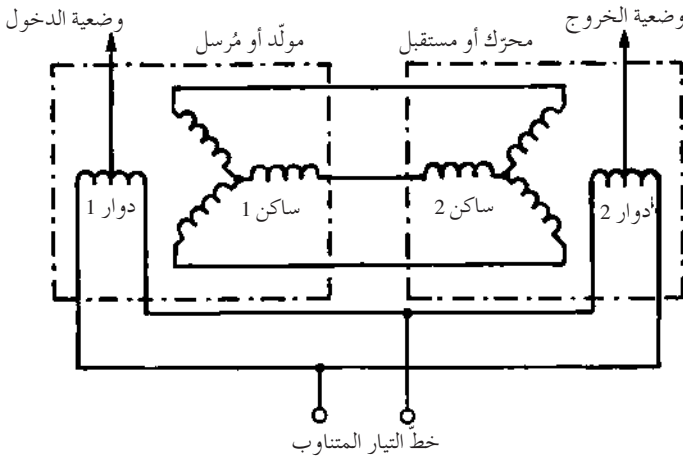 وضعية الخروج
محرّك أو مستقبل
مولّد أو مُرسل
وضعية الدخول
دوار 2
ساكن 2
ساكن 1
دوار 1
خطّ التيار المتناوب